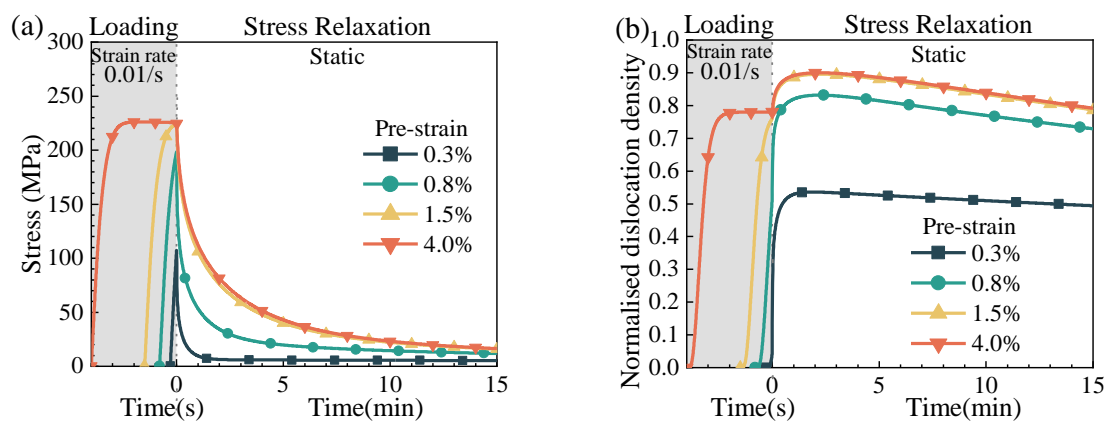 (a)
Loading
Stress Relaxation
Strain rate
0.01/s
Static
Pre-strain
0.3%
0.8%
1.5%
4.0%
Stress (MPa)
300
250
200
150
100
50
0
0
5
10
15
Time(s)
Time(min)
(b)
Loading
Stress Relaxation
Strain rate
0.01/s
Static
Pre-strain
0.3%
0.8%
1.5%
4.0%
Normalised dislocation density
1.0
0.9
0.8
0.7
0.6
0.5
0.4
0.3
0.2
0.1
0.0
0
5
10
15
Time(s)
Time(min)